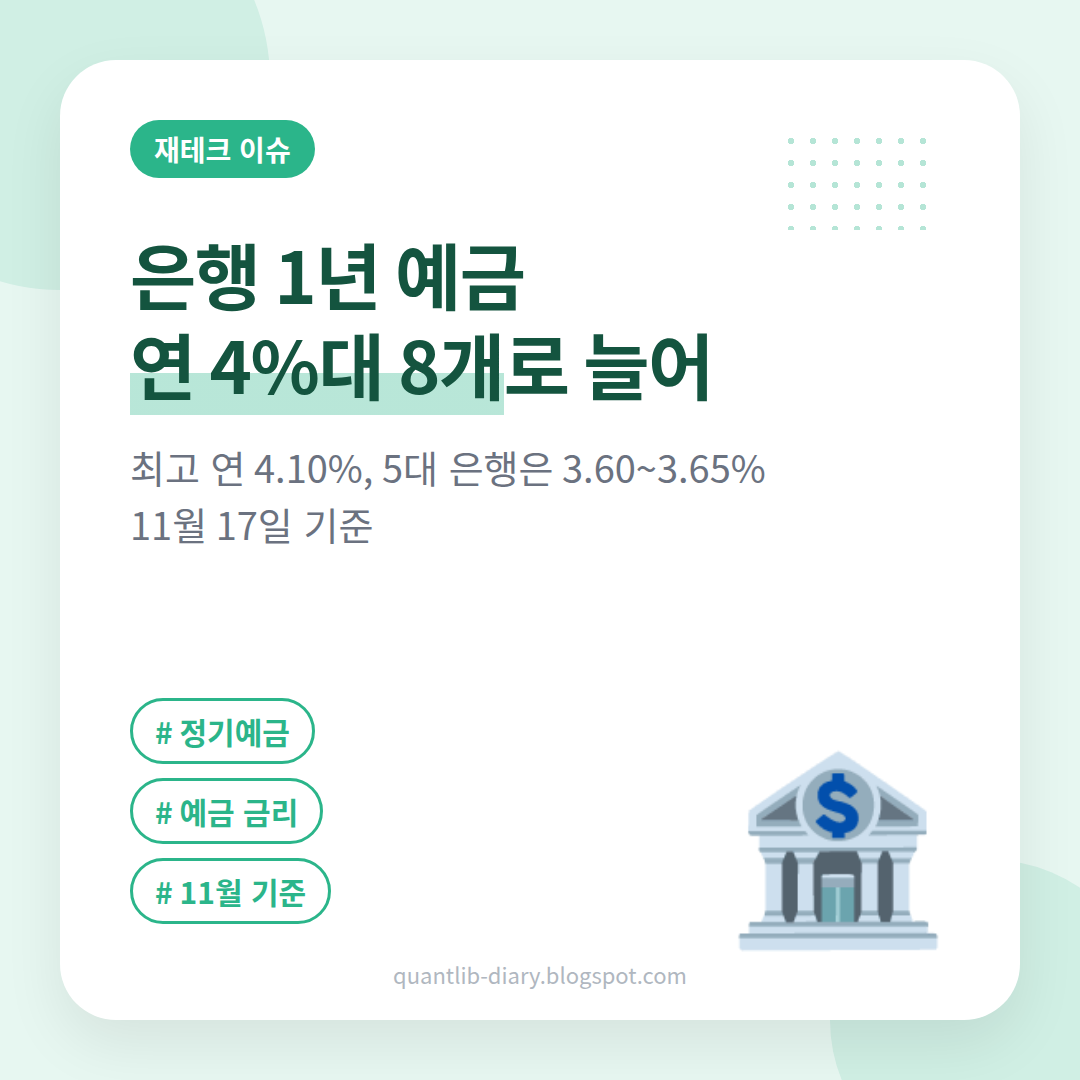 재테크 이슈
은행 1년 예금
연 4%대 8개로 늘어
최고 연 4.10%, 5대 은행은 3.60~3.65%
11월 17일 기준
# 정기예금
# 예금 금리
# 11월 기준
$
quantlib-diary.blogspot.com